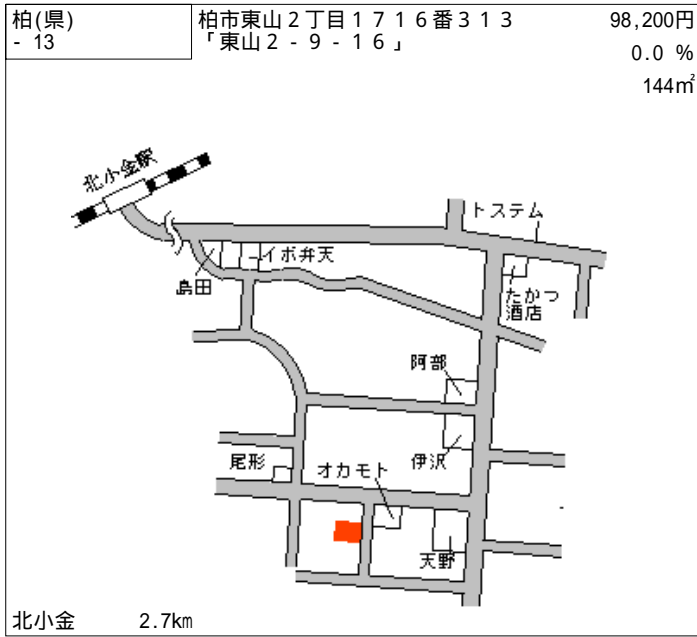 柏(県)
- 13
柏市東山2丁目1716番313
「東山2 - 9 - 16」
98,200円
0.0 %
144㎡
北小金駅
トステム
イボ弁天
島田
たかつ
酒店
阿部
伊沢
尾形
オカモト
天野
北小金 2.7km